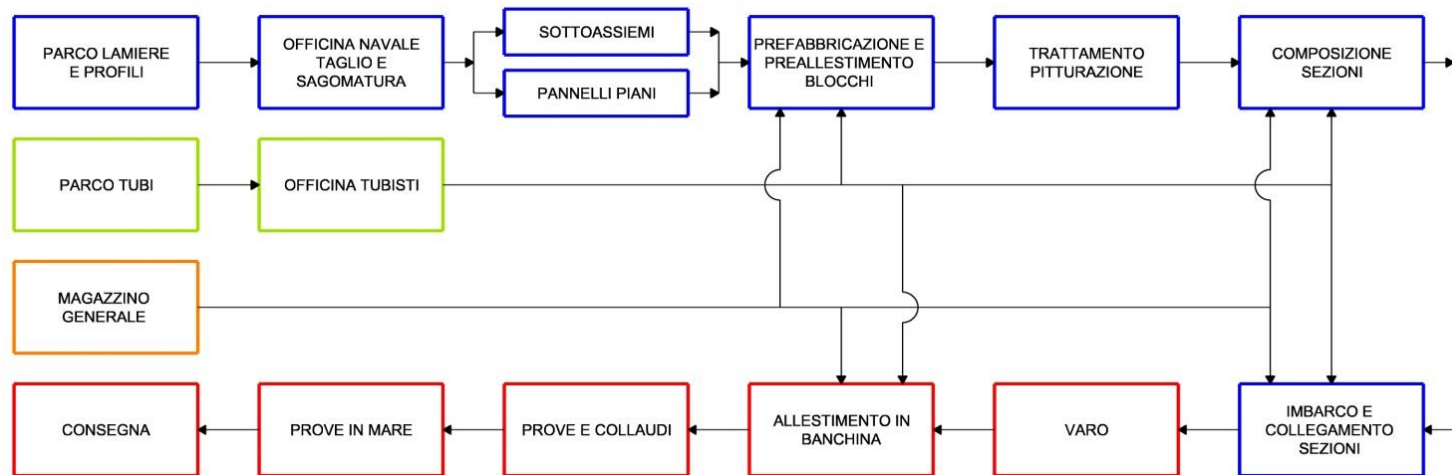 PARCO LAMIERE
E PROFILI
OFFICINA NAVALE
TAGLIO E
SAGOMATURA
SOTTOASSIEMI
PANNELLI PIANI
PREFABBRICAZIONE E
PREALLESTIMENTO
BLOCCHI
TRATTAMENTO
PITTURAZIONE
COMPOSIZIONE
SEZIONI
PARCO TUBI
OFFICINA TUBISTI
MAGAZZINO
GENERALE
CONSEGNA
PROVE IN MARE
PROVE E COLLAUDI
ALLESTIMENTO IN
BANCHINA
VARO
IMBARCO E
COLLEGAMENTO
SEZIONI